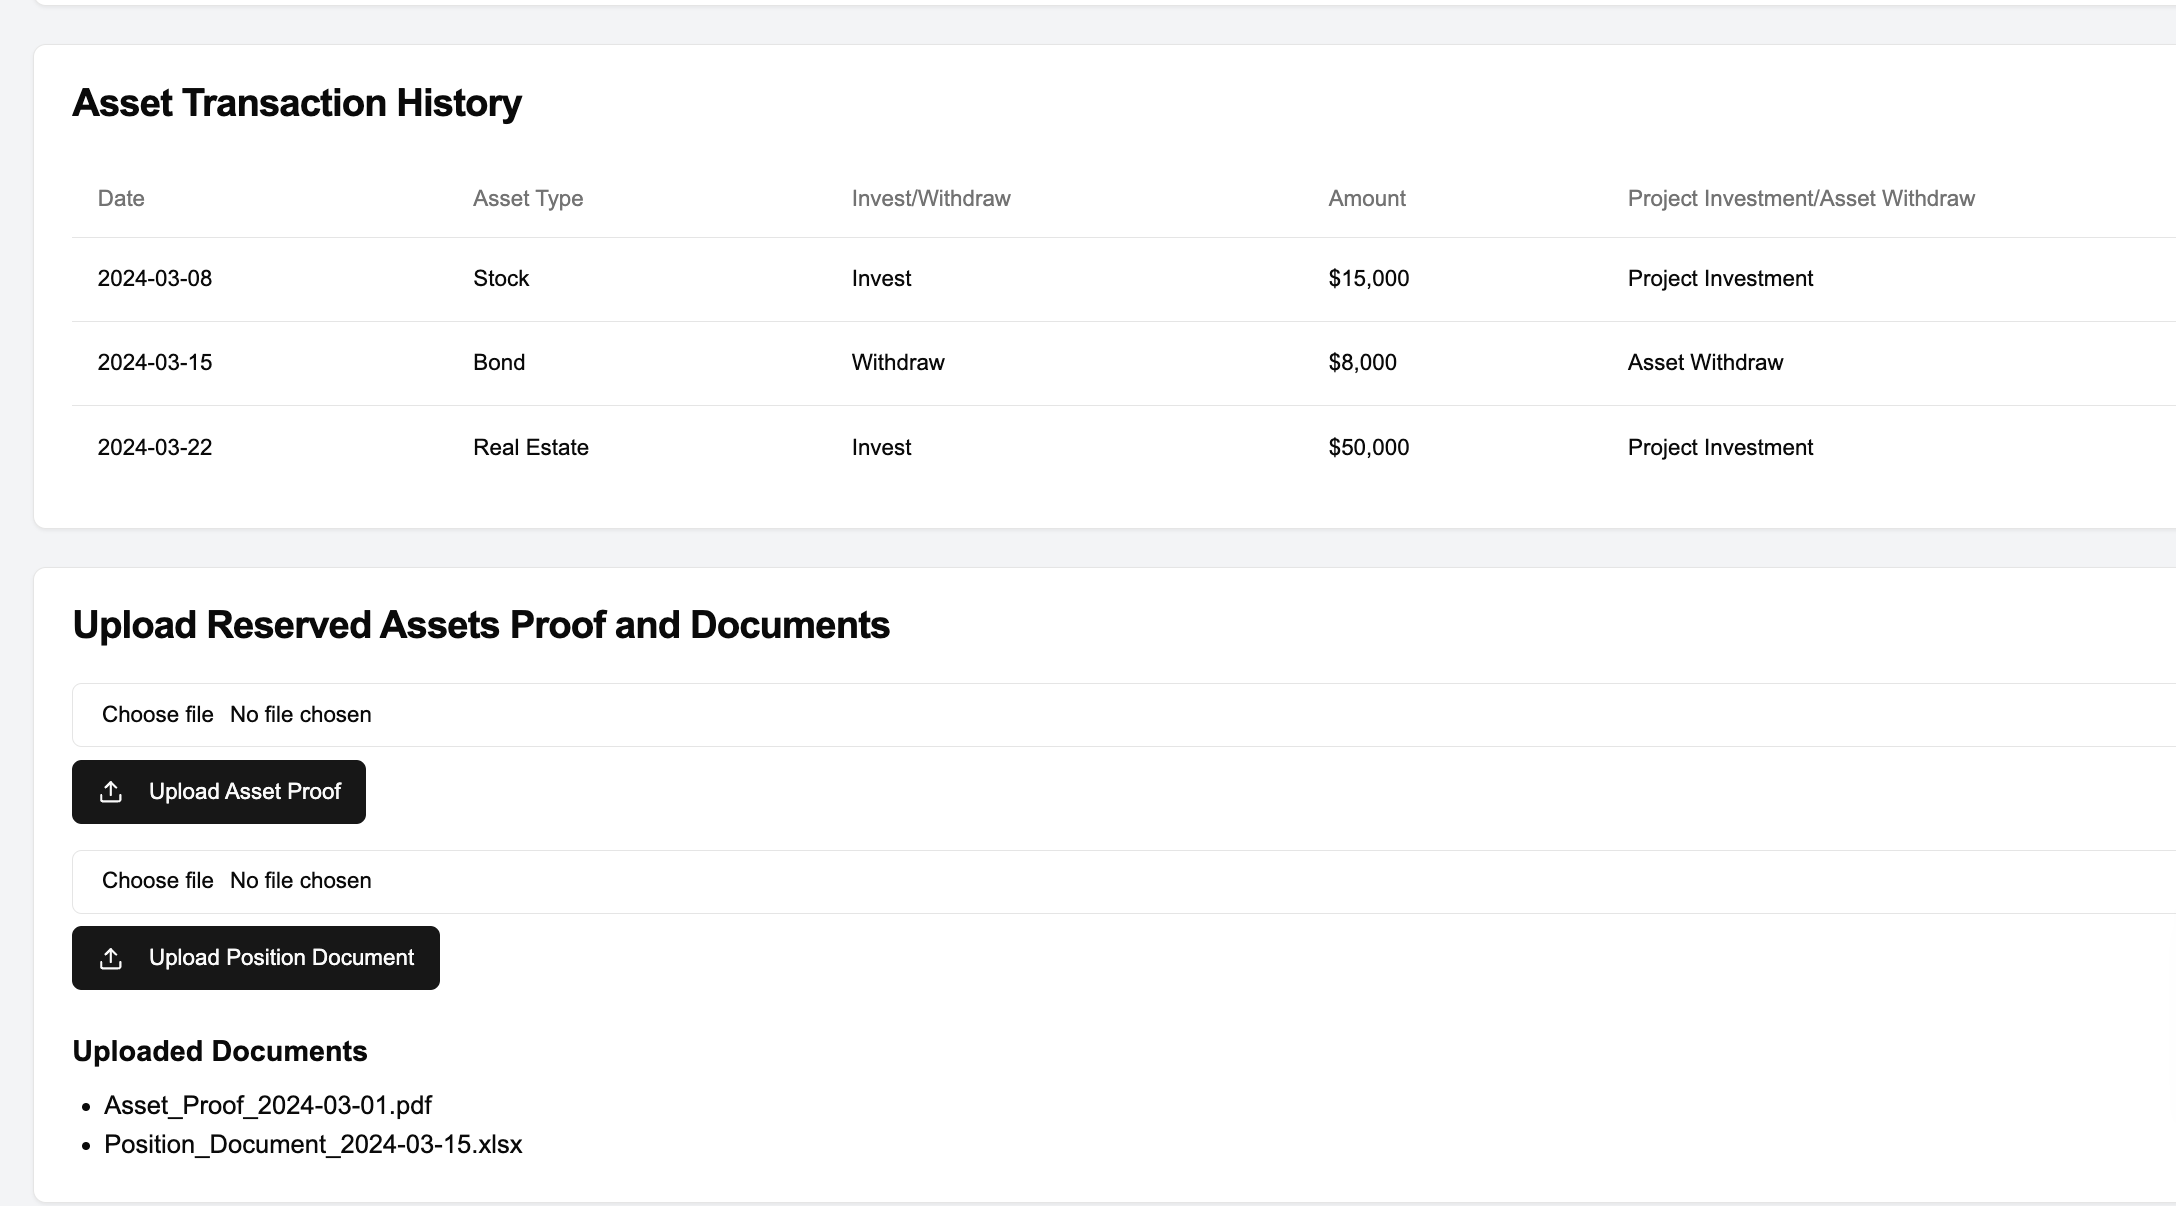 Asset Transaction History
Date Asset Type Invest/Withdraw Amount Project Investment/Asset Withdraw
2024-03-08 Stock Invest $15,000 Project Investment
2024-03-15 Bond Withdraw $8,000 Asset Withdraw
2024-03-22 Real Estate Invest $50,000 Project Investment
Upload Reserved Assets Proof and Documents
Choose file No file chosen
Upload Asset Proof
Choose file No file chosen
Upload Position Document
Uploaded Documents
• Asset_Proof_2024-03-01.pdf
• Position_Document_2024-03-15.xlsx